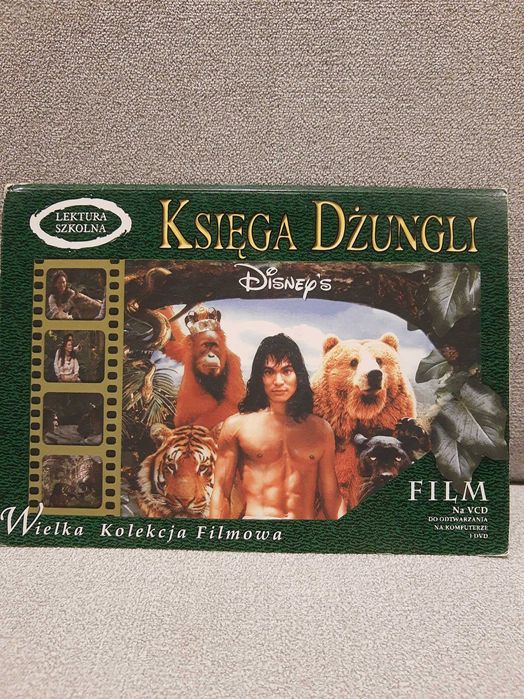 LEKTURA
SZKOLNA
KSIĘGA DŻUNGLI
DISNEY'S
FILM
NA VCD
DO ODTWARZANIA
NA KOMPUTERZE
I DVD
Wielka Kolekcja Filmowa